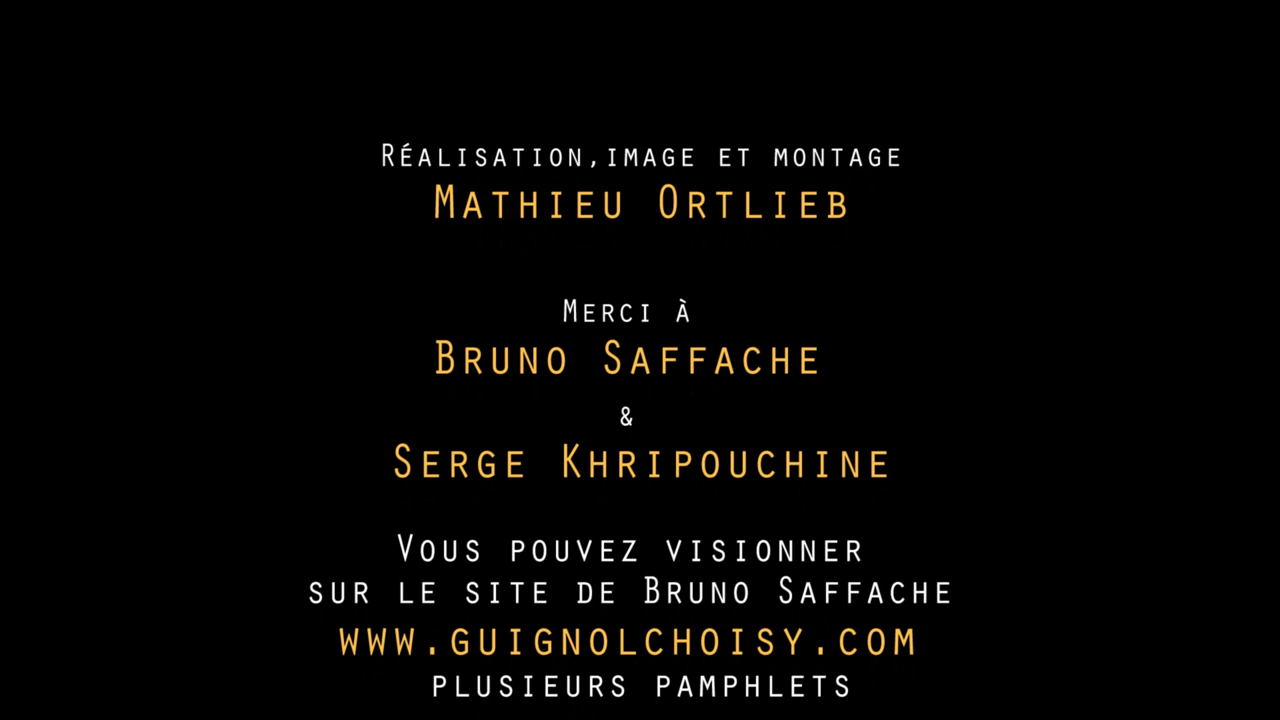 Réalisation,image et montage
Mathieu Ortlieb
Merci à
Bruno Saffache
&
Serge Khripouchine
Vous pouvez visionner
sur le site de Bruno Saffache
www.guignolchoisy.com
plusieurs pamphlets